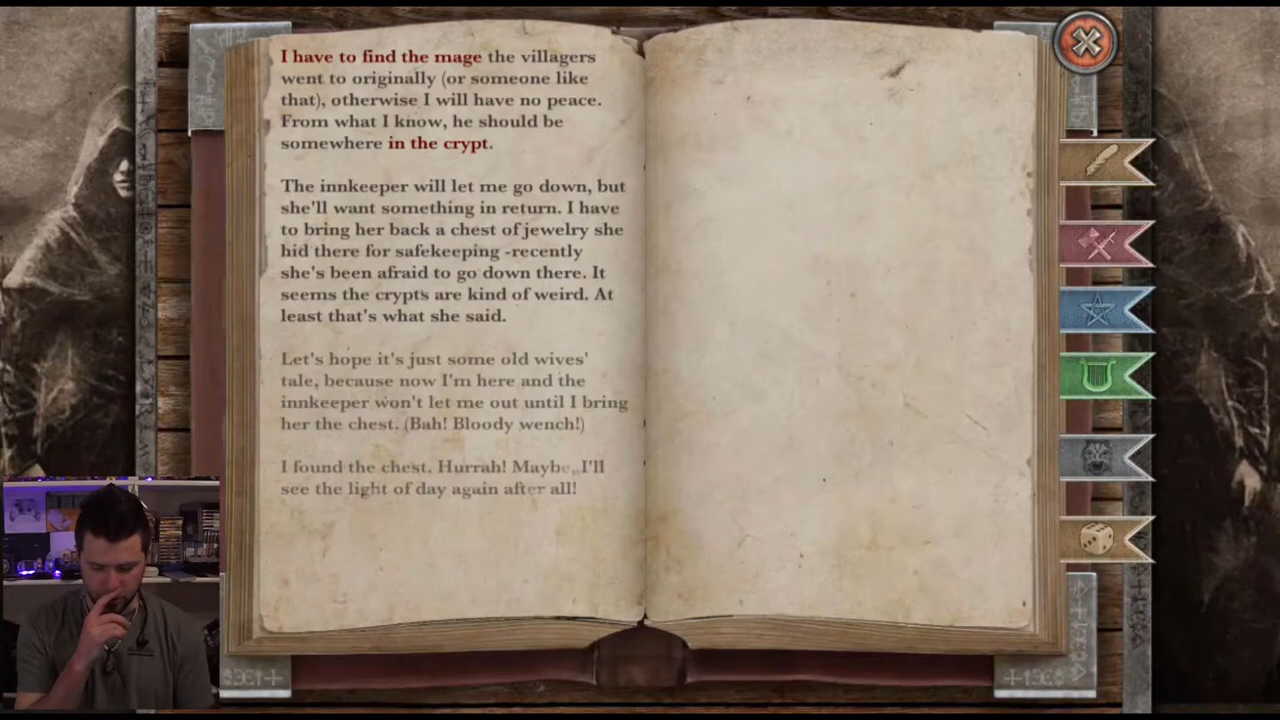 I have to find the mage the villagers
went to originally (or someone like
that), otherwise I will have no peace.
From what I know, he should be
somewhere in the crypt.
The innkeeper will let me go down, but
she'll want something in return. I have
to bring her back a chest of jewelry she
hid there for safekeeping -recently
she's been afraid to go down there. It
seems the crypts are kind of weird. At
least that's what she said.
Let's hope it's just some old wives'
tale, because now I'm here and the
innkeeper won't let me out until I bring
her the chest. (Bah! Bloody wench!)
I found the chest. Hurrah! Maybe, I'll
see the light of day again after all!